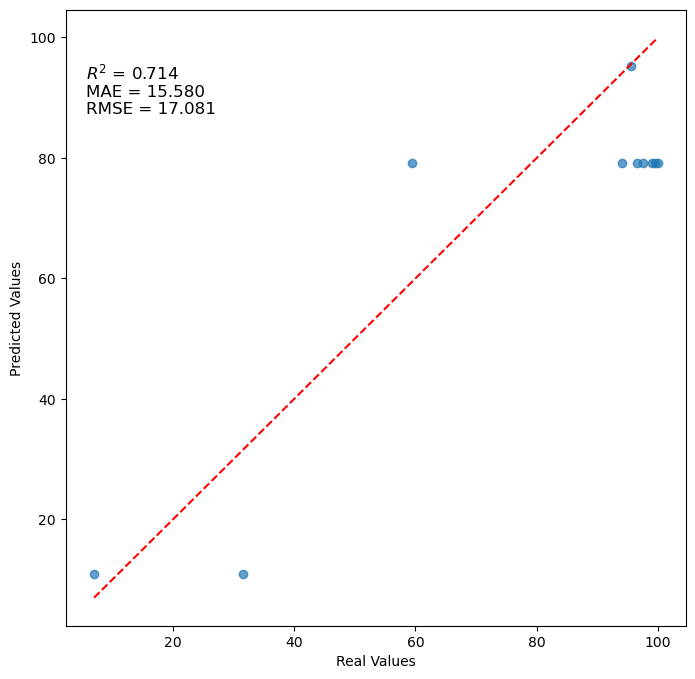 R² = 0.714
MAE = 15.580
RMSE = 17.081
Predicted Values
100
80
60
40
20
20 40 60 80 100
Real Values